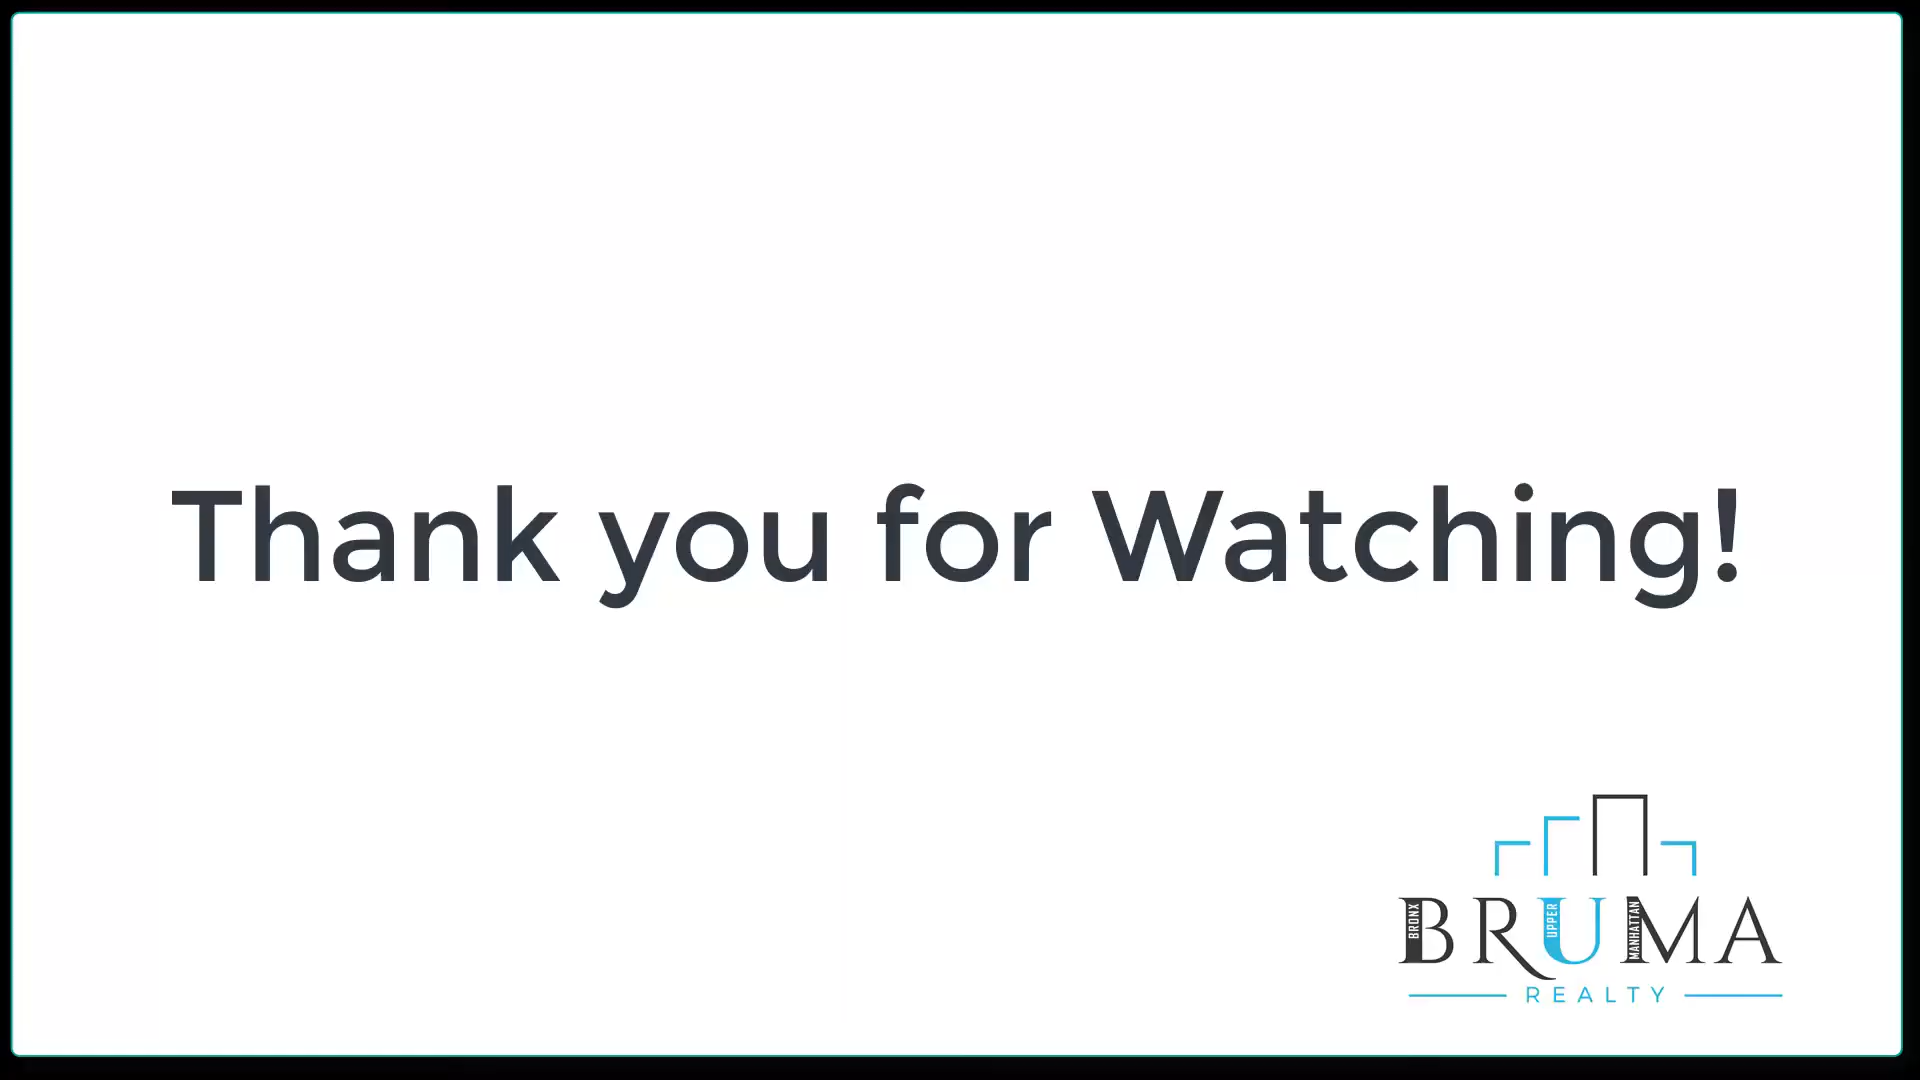 Thank you for Watching!
BRUMA
BRONX
UPPER
MANHATTAN
REALTY